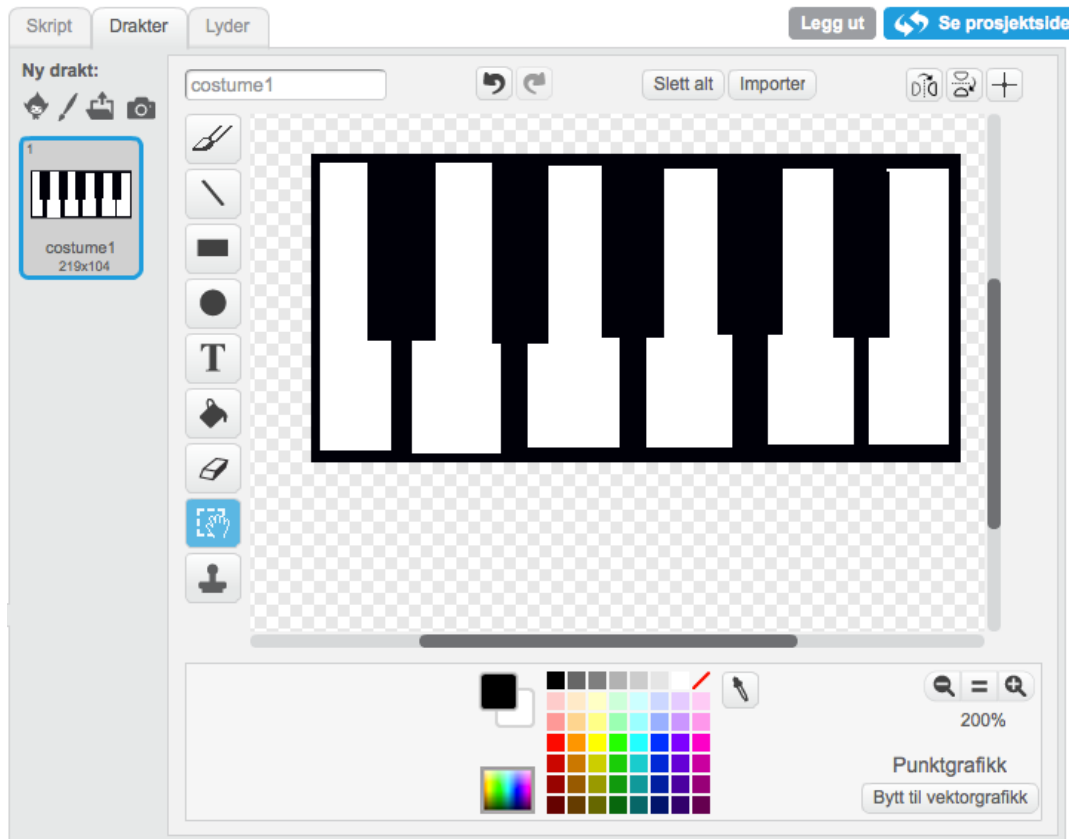 Skript
Drakter
Lyder
Legg ut
Se prosjektside
Ny drakt:
costume1
Slett alt
Importer
1
costume1
219x104
T
200%
Punktgrafikk
Bytt til vektorgrafikk